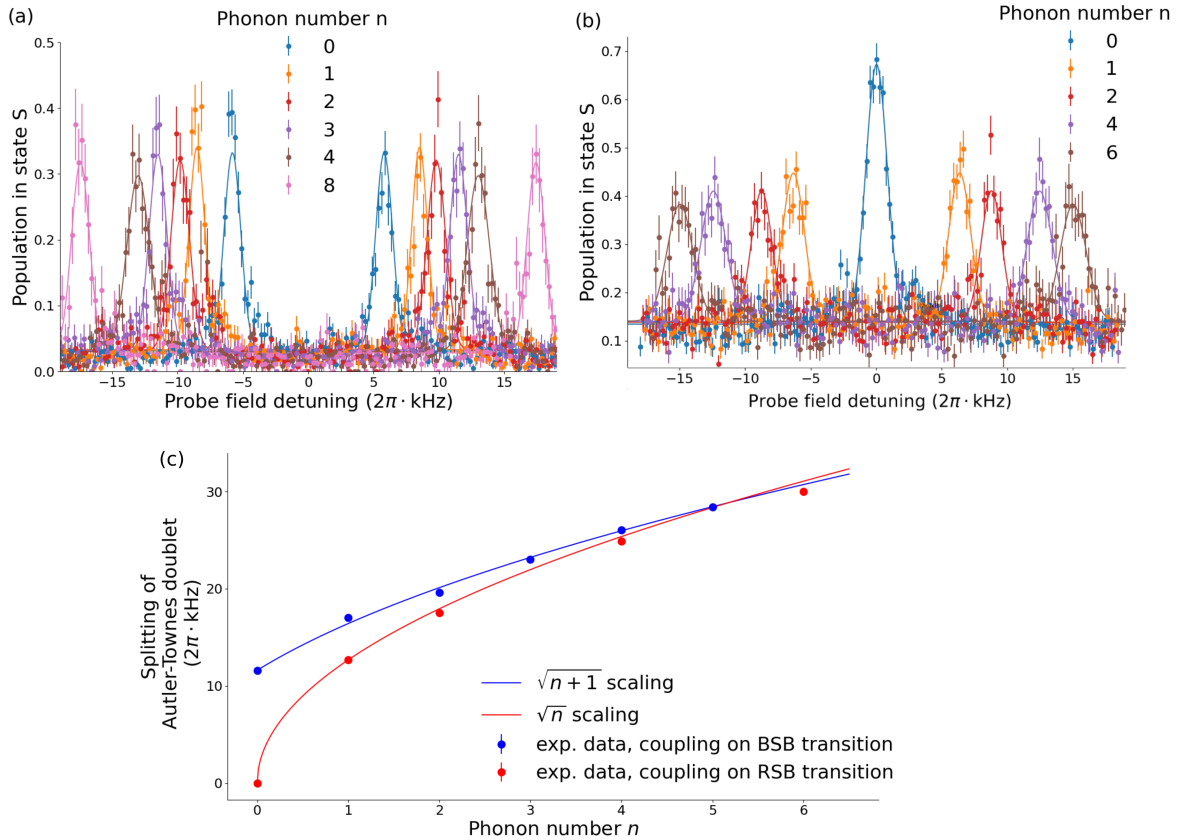 (a)
Phonon number n
0
1
2
3
4
8
0.5
0.4
0.3
0.2
0.1
0.0
Population in state S
−15
−10
−5
0
5
10
15
Probe field detuning (2π · kHz)
(b)
Phonon number n
0
1
2
4
6
0.7
0.6
0.5
0.4
0.3
0.2
0.1
Population in state S
−15
−10
−5
0
5
10
15
Probe field detuning (2π · kHz)
(c)
30
20
10
0
Splitting of
Autler-Townes doublet
(2π · kHz)
√n + 1 scaling
√n scaling
exp. data, coupling on BSB transition
exp. data, coupling on RSB transition
0
1
2
3
4
5
6
Phonon number n